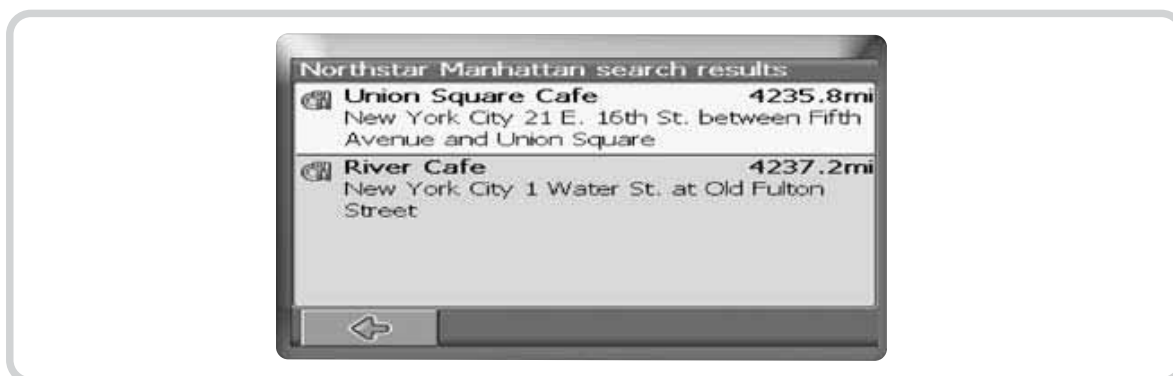 Northstar Manhattan search results
Union Square Cafe 4235.8mi
New York City 21 E. 16th St. between Fifth
Avenue and Union Square
River Cafe 4237.2mi
New York City 1 Water St. at Old Fulton
Street